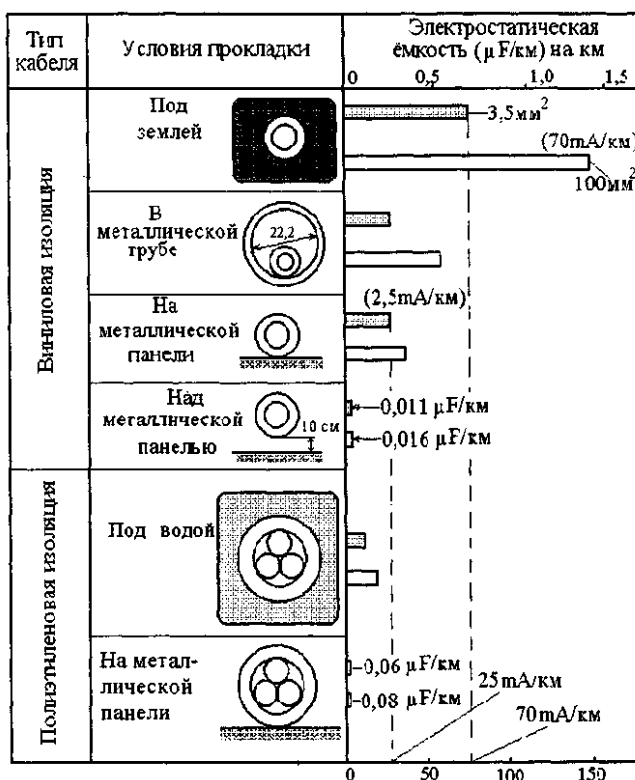 Тип
кабеля
Условия прокладки
Электростатическая
ёмкость (μF/км) на км
0 0,5 1,0 1,5
Виниловая изоляция
Под
землей
3,5мм²
(70mA/км)
100мм²
В
металлической
трубе
22,2
На
металлической
панели
(2,5mA/км)
Над
металлической
панелью
10 см
0,011 μF/км
0,016 μF/км
Полиэтиленовая изоляция
Под водой
На метал-
лической
панели
0,06 μF/км
0,08 μF/км
25mA/км
70mA/км
0 50 100 150